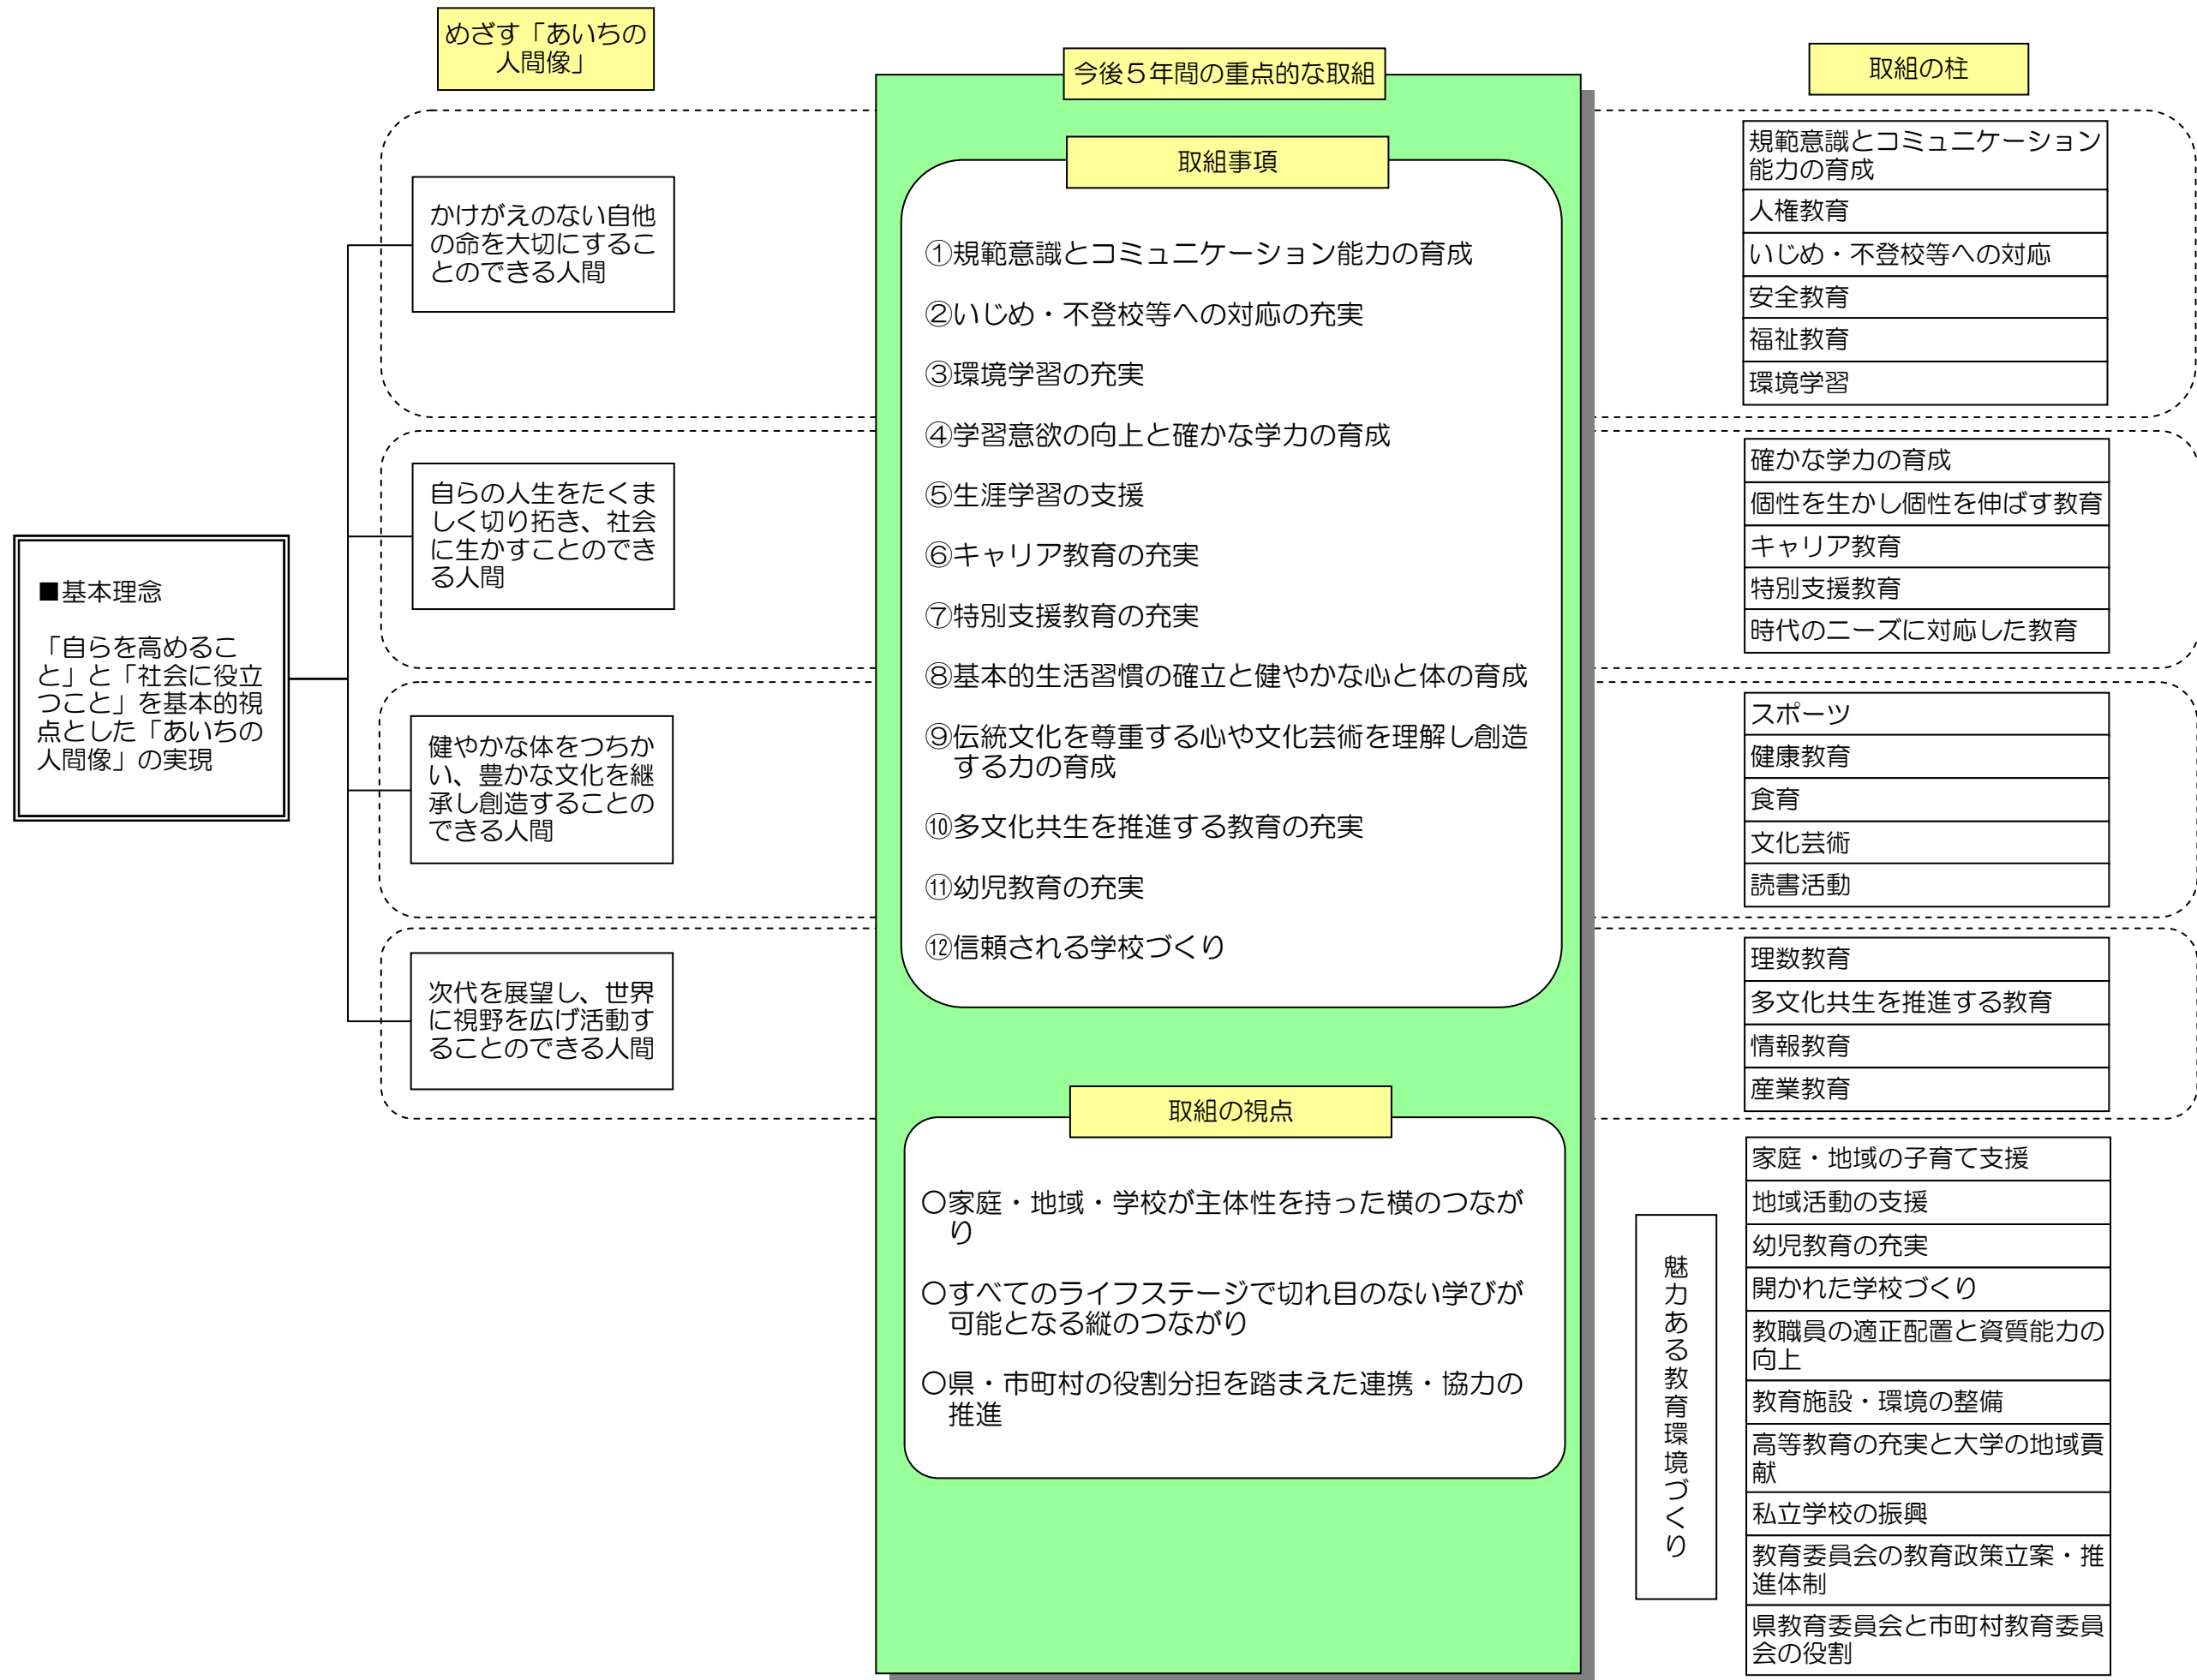 めざす「あいちの
人間像」
今後５年間の重点的な取組
取組の柱
■基本理念
「自らを高めるこ
と」と「社会に役立
つこと」を基本的視
点とした「あいちの
人間像」の実現
かけがえのない自他
の命を大切にするこ
とのできる人間
自らの人生をたくま
しく切り拓き、社会
に生かすことのでき
る人間
健やかな体をつちか
い、豊かな文化を継
承し創造することの
できる人間
次代を展望し、世界
に視野を広げ活動す
ることのできる人間
取組事項
①規範意識とコミュニケーション能力の育成
②いじめ・不登校等への対応の充実
③環境学習の充実
④学習意欲の向上と確かな学力の育成
⑤生涯学習の支援
⑥キャリア教育の充実
⑦特別支援教育の充実
⑧基本的生活習慣の確立と健やかな心と体の育成
⑨伝統文化を尊重する心や文化芸術を理解し創造
する力の育成
⑩多文化共生を推進する教育の充実
⑪幼児教育の充実
⑫信頼される学校づくり
取組の視点
○家庭・地域・学校が主体性を持った横のつなが
り
○すべてのライフステージで切れ目のない学びが
可能となる縦のつながり
○県・市町村の役割分担を踏まえた連携・協力の
推進
規範意識とコミュニケーション
能力の育成
人権教育
いじめ・不登校等への対応
安全教育
福祉教育
環境学習
確かな学力の育成
個性を生かし個性を伸ばす教育
キャリア教育
特別支援教育
時代のニーズに対応した教育
スポーツ
健康教育
食育
文化芸術
読書活動
理数教育
多文化共生を推進する教育
情報教育
産業教育
魅力ある教育環境づくり
家庭・地域の子育て支援
地域活動の支援
幼児教育の充実
開かれた学校づくり
教職員の適正配置と資質能力の
向上
教育施設・環境の整備
高等教育の充実と大学の地域貢
献
私立学校の振興
教育委員会の教育政策立案・推
進体制
県教育委員会と市町村教育委員
会の役割